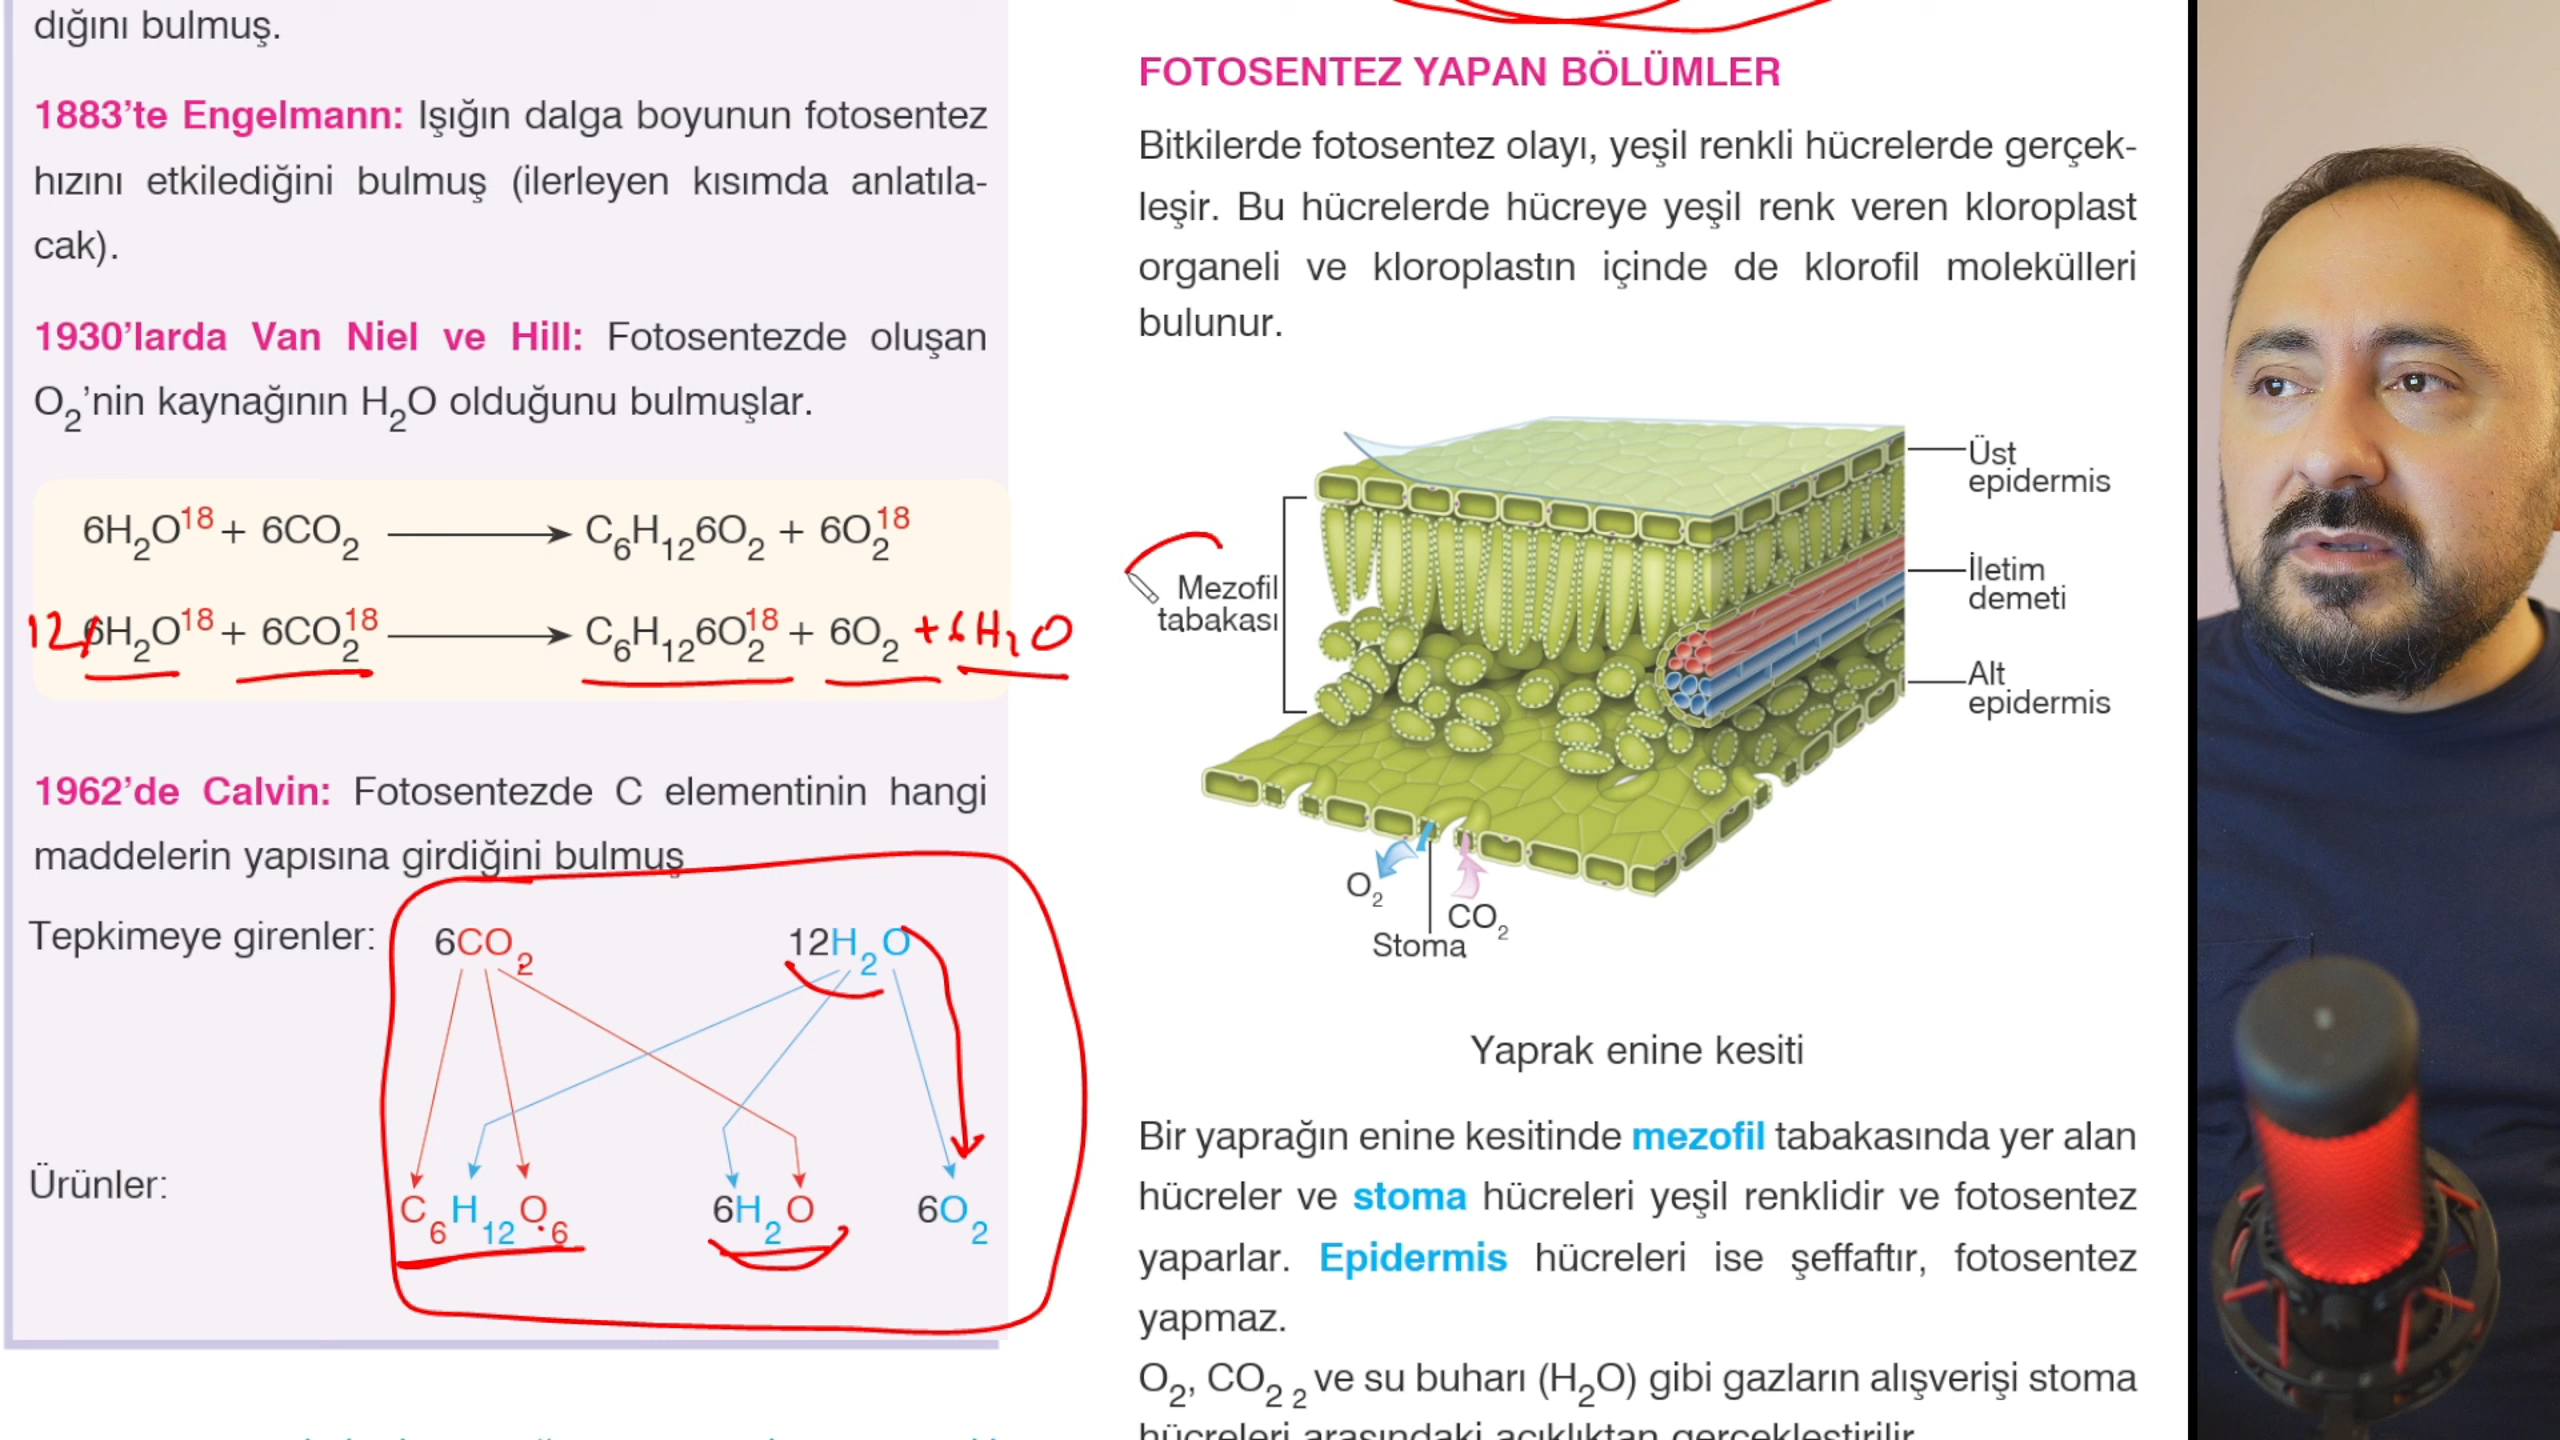 dığını bulmuş.
1883’te Engelmann: Işığın dalga boyunun fotosentez
hızını etkilediğini bulmuş (ilerleyen kısımda anlatıla-
cak).
1930’larda Van Niel ve Hill: Fotosentezde oluşan
O₂’nin kaynağının H₂O olduğunu bulmuşlar.
6H₂O¹⁸ + 6CO₂ ⟶ C₆H₁₂6O₂ + 6O₂¹⁸
12 6H₂O¹⁸ + 6CO₂¹⁸ ⟶ C₆H₁₂6O₂¹⁸ + 6O₂ + 6H₂O
1962’de Calvin: Fotosentezde C elementinin hangi
maddelerin yapısına girdiğini bulmuş
Tepkimeye girenler: 6CO₂ 12H₂O
Ürünler:
C₆H₁₂O₆ 6H₂O 6O₂
FOTOSENTEZ YAPAN BÖLÜMLER
Bitkilerde fotosentez olayı, yeşil renkli hücrelerde gerçek-
leşir. Bu hücrelerde hücreye yeşil renk veren kloroplast
organeli ve kloroplastın içinde de klorofil molekülleri
bulunur.
Üst
epidermis
Mezofil
tabakası
İletim
demeti
Alt
epidermis
O₂
CO₂
Stoma
Yaprak enine kesiti
Bir yaprağın enine kesitinde mezofil tabakasında yer alan
hücreler ve stoma hücreleri yeşil renklidir ve fotosentez
yaparlar. Epidermis hücreleri ise şeffaftır, fotosentez
yapmaz.
O₂, CO₂ ₂ ve su buharı (H₂O) gibi gazların alışverişi stoma
hücreleri arasındaki açıklıktan gerçekleştirilir